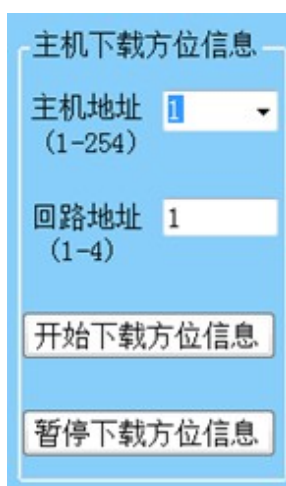 主机下载方位信息
主机地址 1
(1-254)
回路地址 1
(1-4)
开始下载方位信息
暂停下载方位信息